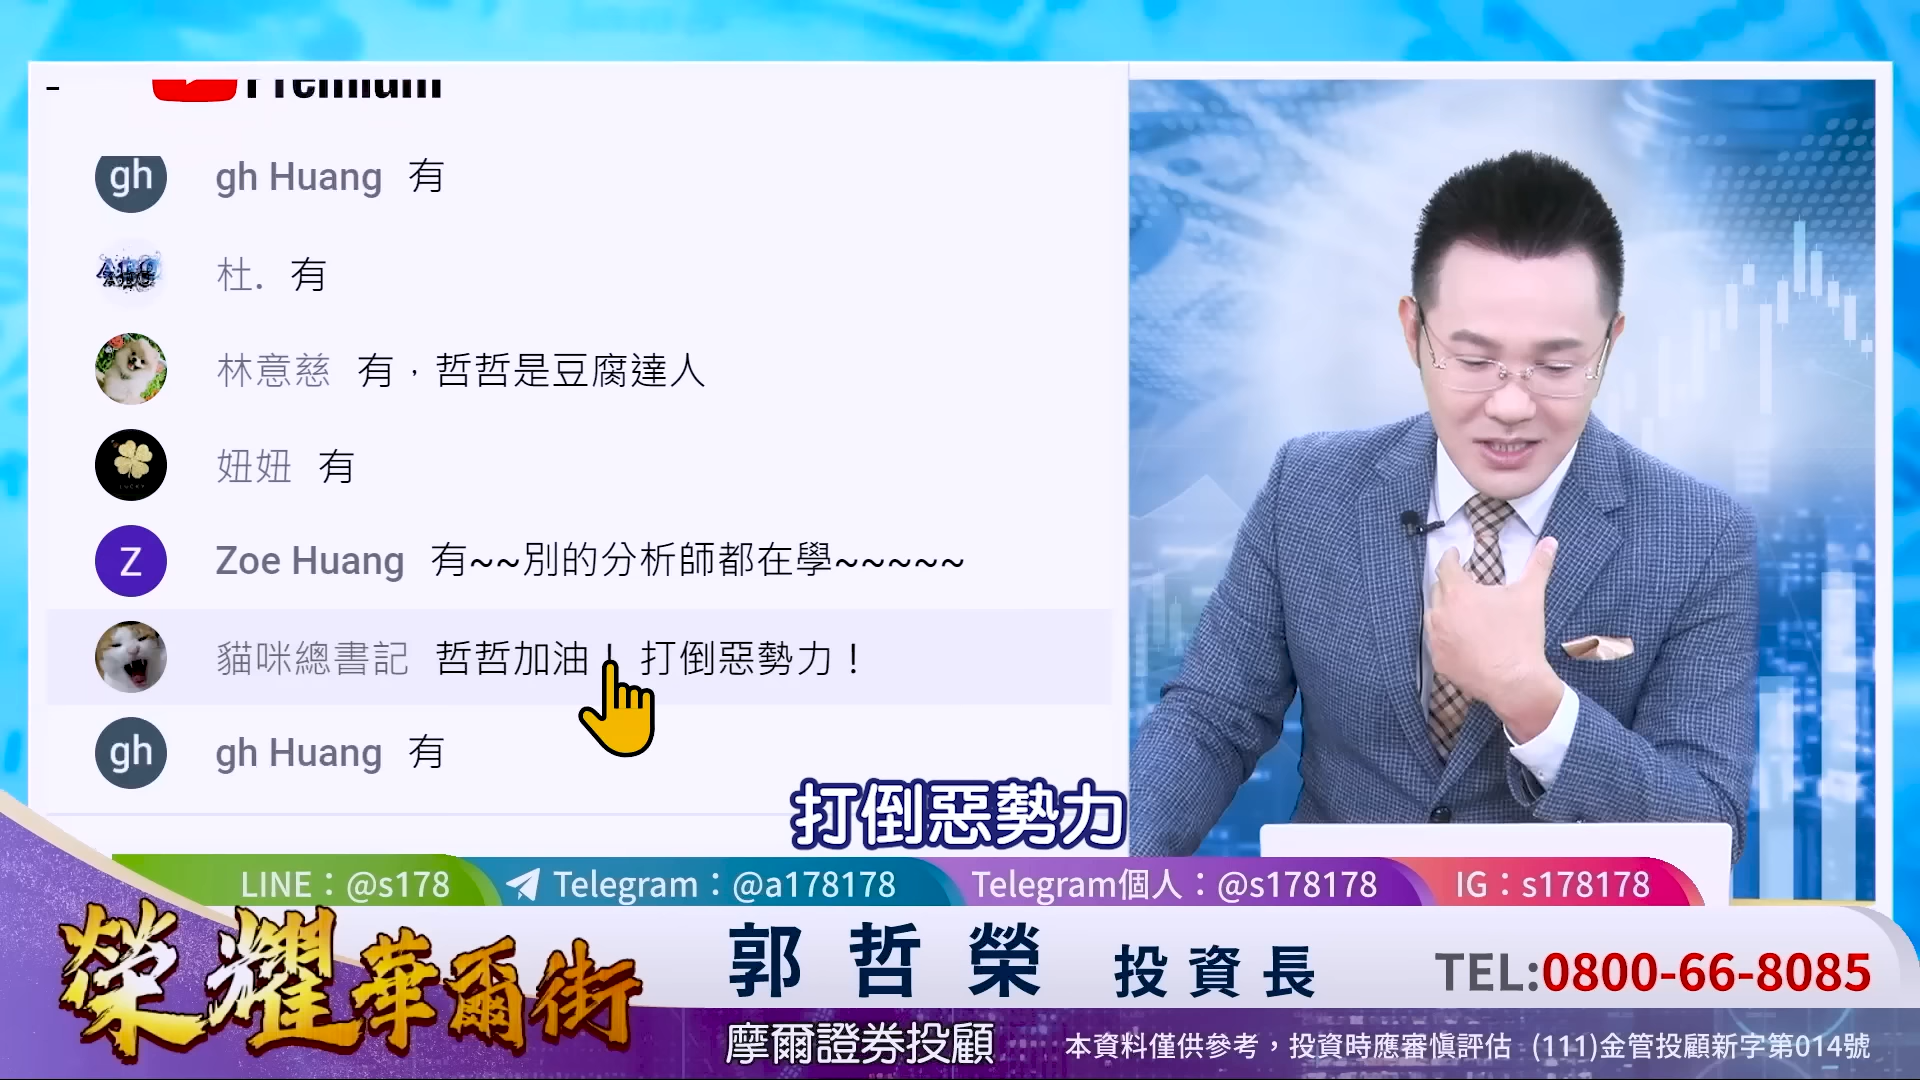 Premium
gh
gh Huang 有
杜. 有
林意慈 有，哲哲是豆腐達人
妞妞 有
LUCKY
Z
Zoe Huang 有~~別的分析師都在學~~~~~
貓咪總書記 哲哲加油！ 打倒惡勢力！
gh
gh Huang 有
打倒惡勢力
LINE：@s178
Telegram：@a178178
Telegram個人：@s178178
IG：s178178
榮耀華爾街
郭哲榮 投資長
TEL:0800-66-8085
摩爾證券投顧
本資料僅供參考，投資時應審慎評估 (111)金管投顧新字第014號